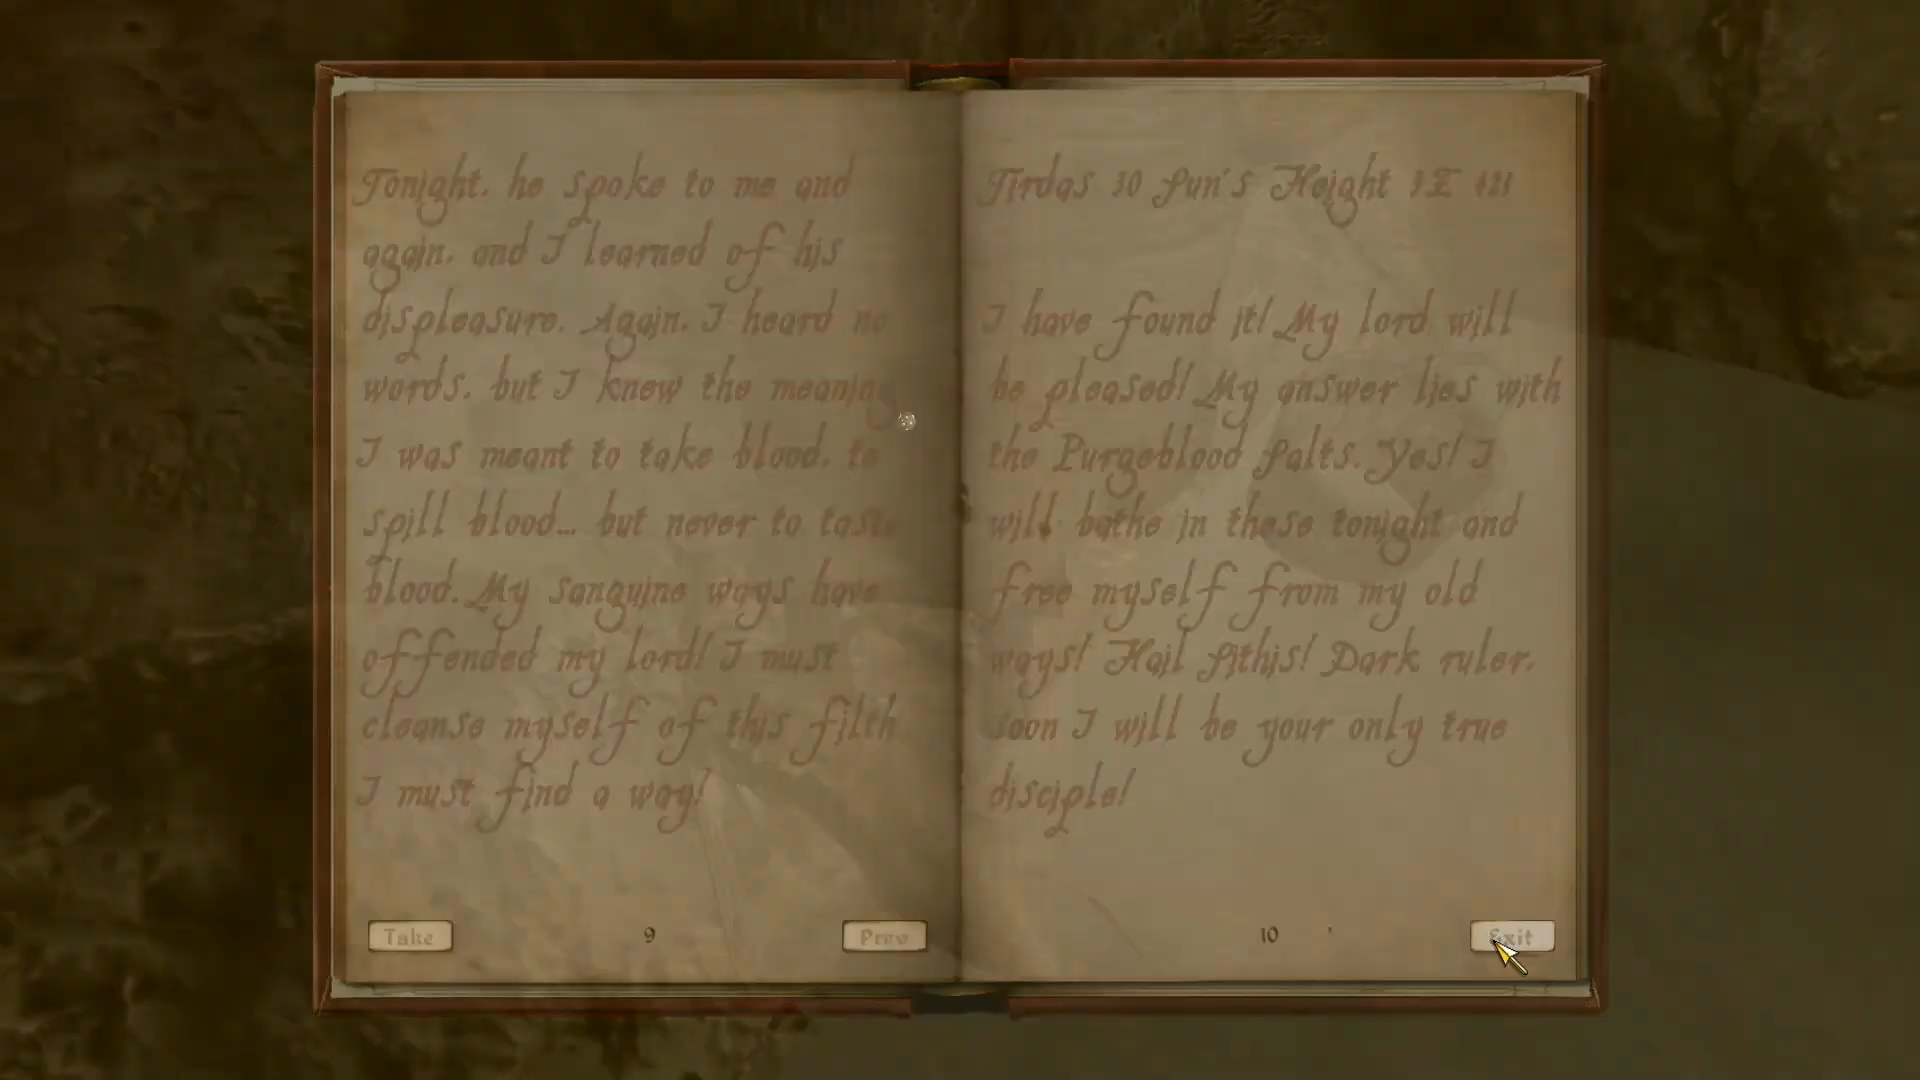 Tonight, he spoke to me and
again, and I learned of his
displeasure. Again, I heard no
words, but I knew the meaning
I was meant to take blood, to
spill blood... but never to taste
blood. My sanguine ways have
offended my lord! I must
cleanse myself of this filth
I must find a way!
Take
9
Prev
Tirdas 30 Sun's Height 3E 421
I have found it! My lord will
be pleased! My answer lies with
the Purgeblood Salts. Yes! I
will bathe in these tonight and
free myself from my old
ways! Hail Sithis! Dark ruler,
soon I will be your only true
disciple!
10
Exit